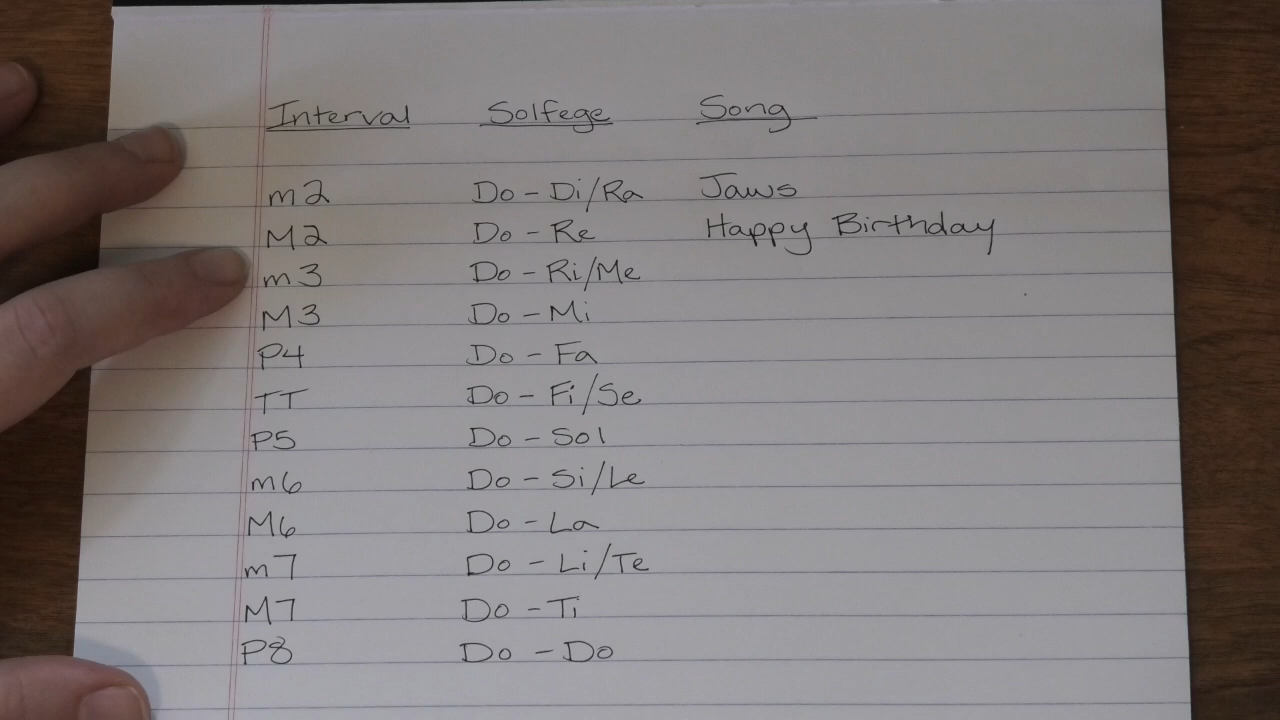 Interval Solfege Song
m2 Do - Di/Ra Jaws
M2 Do - Re Happy Birthday
m3 Do - Ri/Me
M3 Do - Mi
P4 Do - Fa
TT Do - Fi/Se
P5 Do - Sol
m6 Do - Si/Le
M6 Do - La
m7 Do - Li/Te
M7 Do - Ti
P8 Do - Do